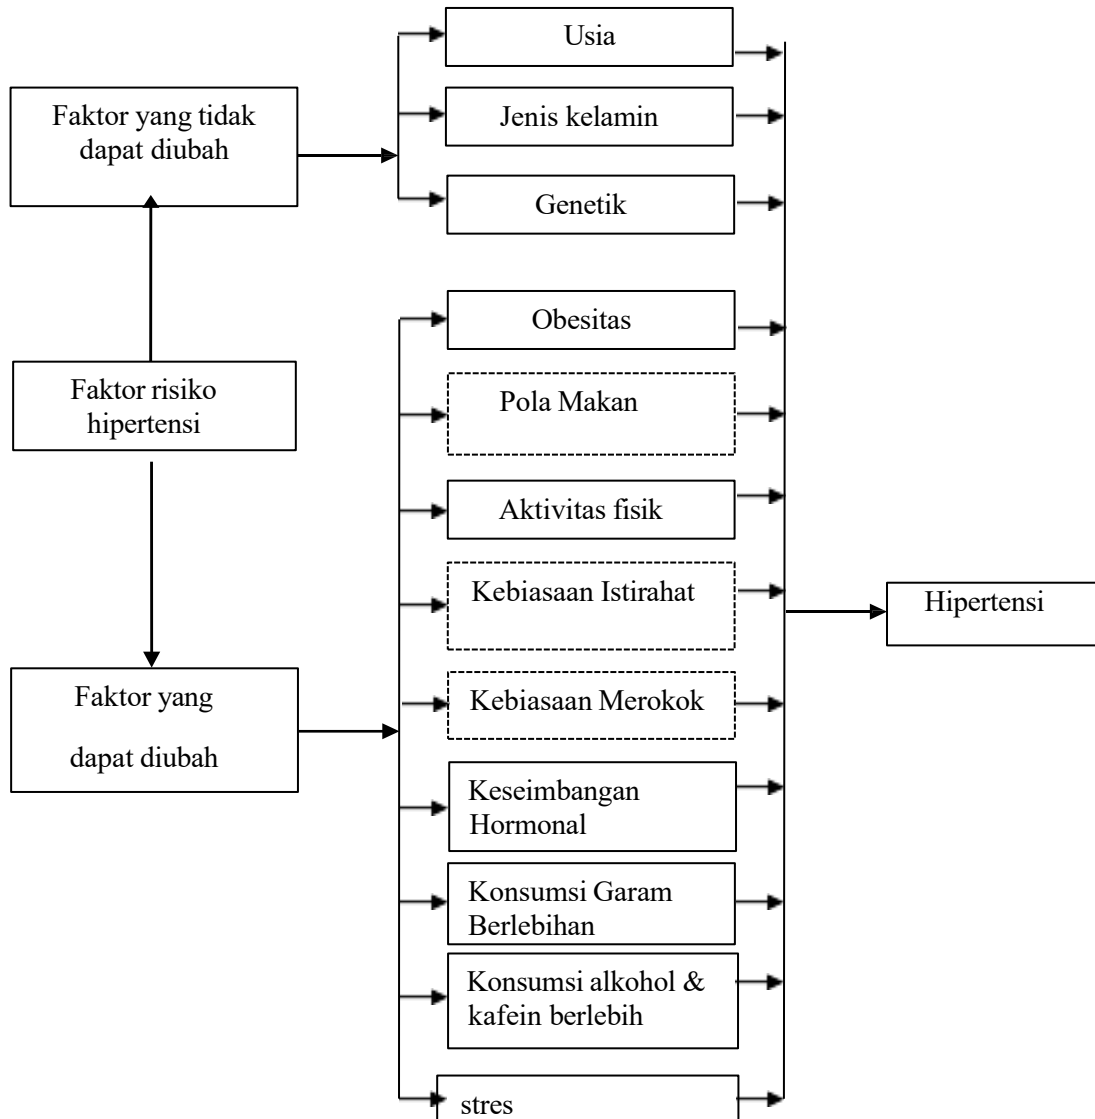 Usia
Faktor yang tidak
dapat diubah
Jenis kelamin
Genetik
Obesitas
Faktor risiko
hipertensi
Pola Makan
Aktivitas fisik
Kebiasaan Istirahat
Hipertensi
Faktor yang
dapat diubah
Kebiasaan Merokok
Keseimbangan
Hormonal
Konsumsi Garam
Berlebihan
Konsumsi alkohol &
kafein berlebih
stres